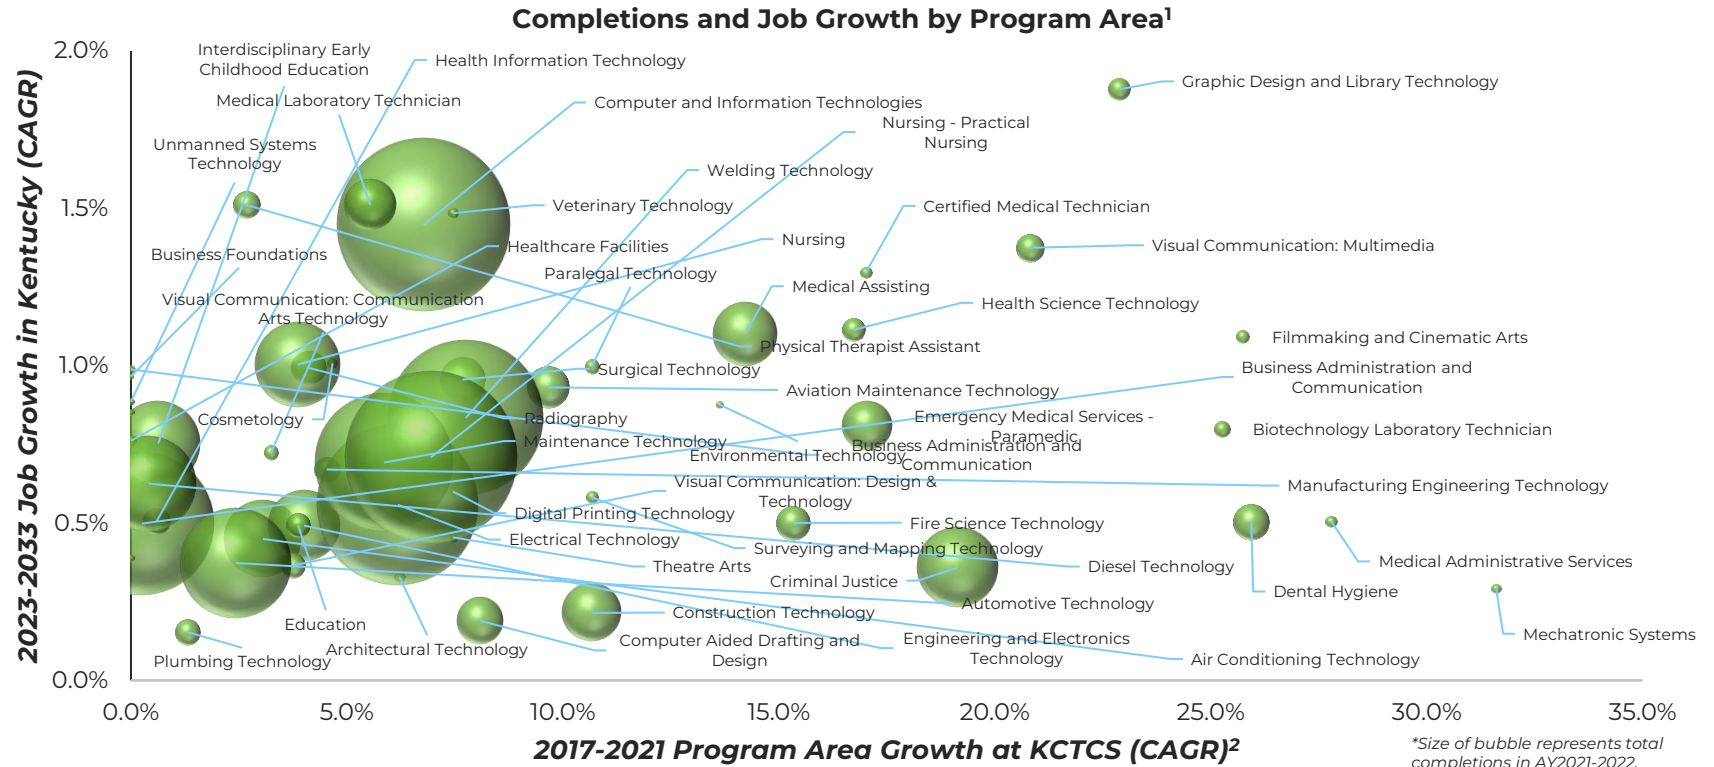 Completions and Job Growth by Program Area¹
2023-2033 Job Growth in Kentucky (CAGR)
2.0%
1.5%
1.0%
0.5%
0.0%
Interdisciplinary Early
Childhood Education
Health Information Technology
Medical Laboratory Technician
Computer and Information Technologies
Graphic Design and Library Technology
Nursing - Practical
Nursing
Unmanned Systems
Technology
Welding Technology
Veterinary Technology
Certified Medical Technician
Business Foundations
Healthcare Facilities
Nursing
Visual Communication: Multimedia
Paralegal Technology
Medical Assisting
Visual Communication: Communication
Arts Technology
Health Science Technology
Physical Therapist Assistant
Filmmaking and Cinematic Arts
Surgical Technology
Business Administration and
Communication
Aviation Maintenance Technology
Cosmetology
Radiography
Emergency Medical Services -
Paramedic
Biotechnology Laboratory Technician
Maintenance Technology
Environmental Technology
Business Administration and
Communication
Visual Communication: Design &
Technology
Manufacturing Engineering Technology
Digital Printing Technology
Fire Science Technology
Electrical Technology
Surveying and Mapping Technology
Theatre Arts
Diesel Technology
Medical Administrative Services
Criminal Justice
Dental Hygiene
Automotive Technology
Construction Technology
Education
Architectural Technology
Computer Aided Drafting and
Design
Engineering and Electronics
Technology
Mechatronic Systems
Plumbing Technology
Air Conditioning Technology
0.0%
5.0%
10.0%
15.0%
20.0%
25.0%
30.0%
35.0%
2017-2021 Program Area Growth at KCTCS (CAGR)²
*Size of bubble represents total
completions in AY2021-2022.